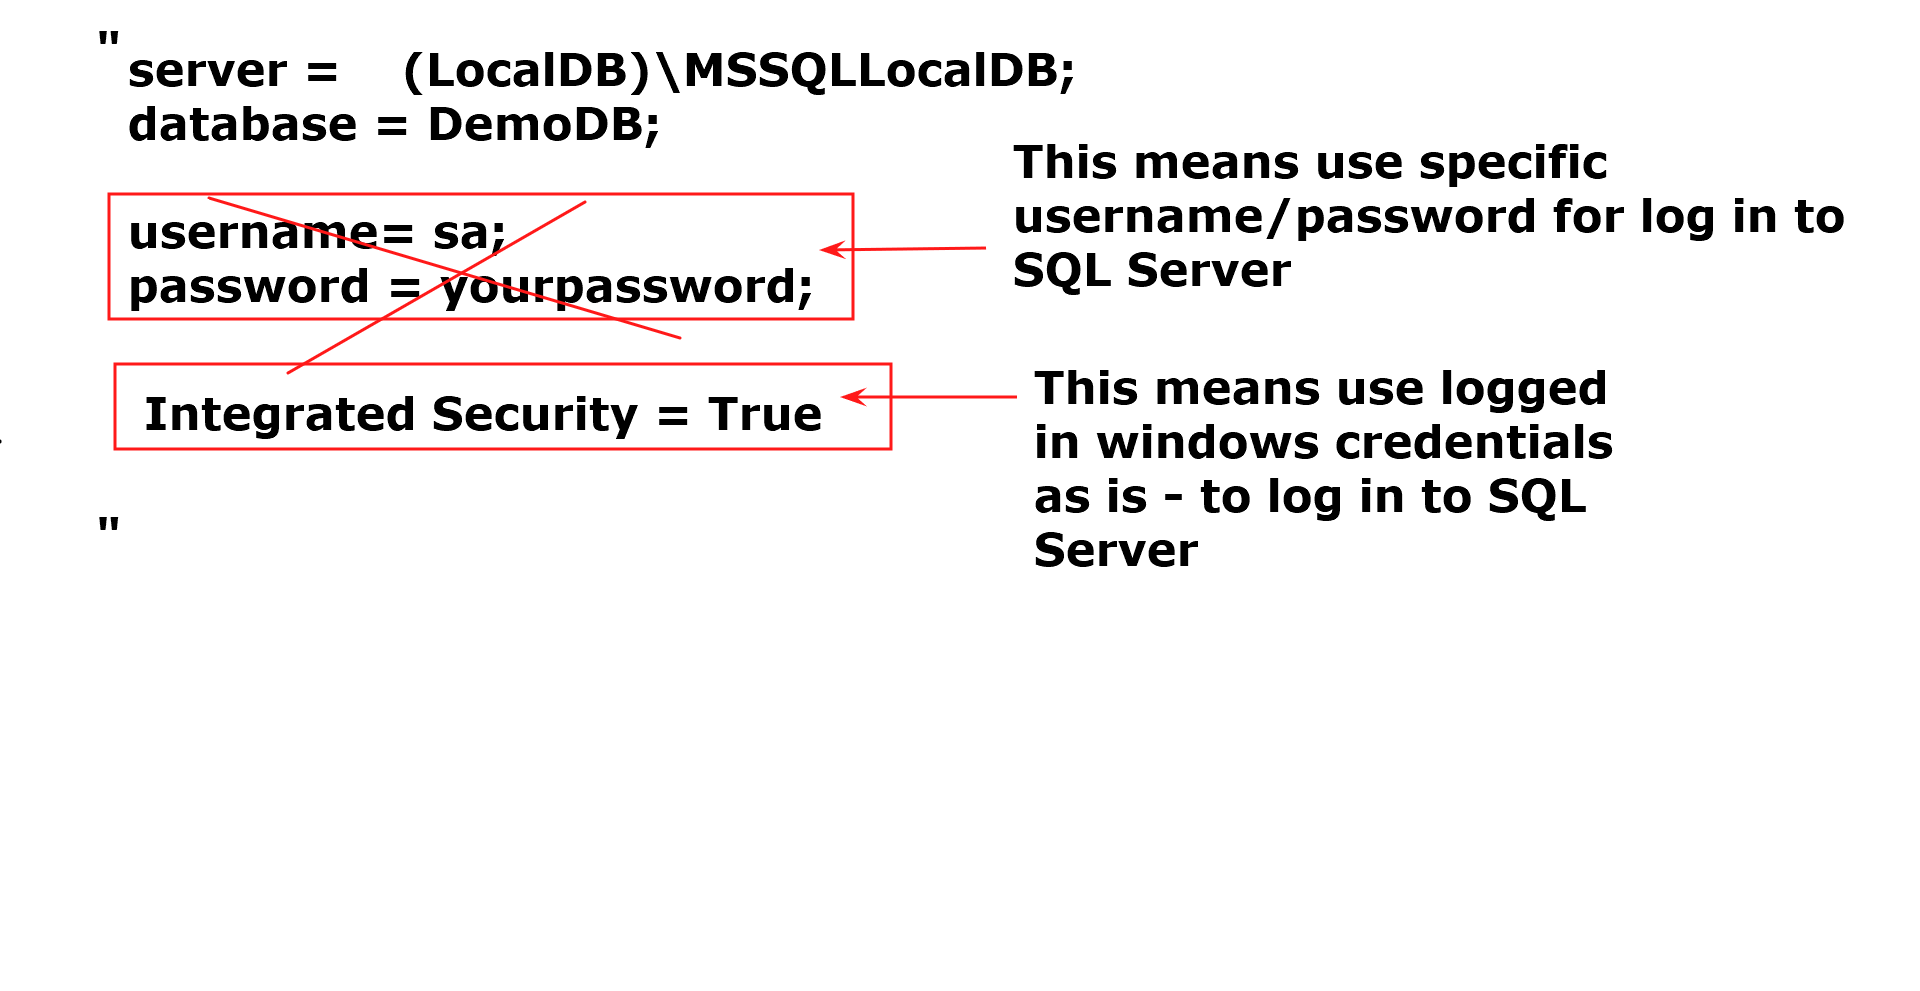 "
server =    (LocalDB)\MSSQLLocalDB;
database = DemoDB;
username= sa;
password = yourpassword;
Integrated Security = True
"
This means use specific
username/password for log in to
SQL Server
This means use logged
in windows credentials
as is - to log in to SQL
Server